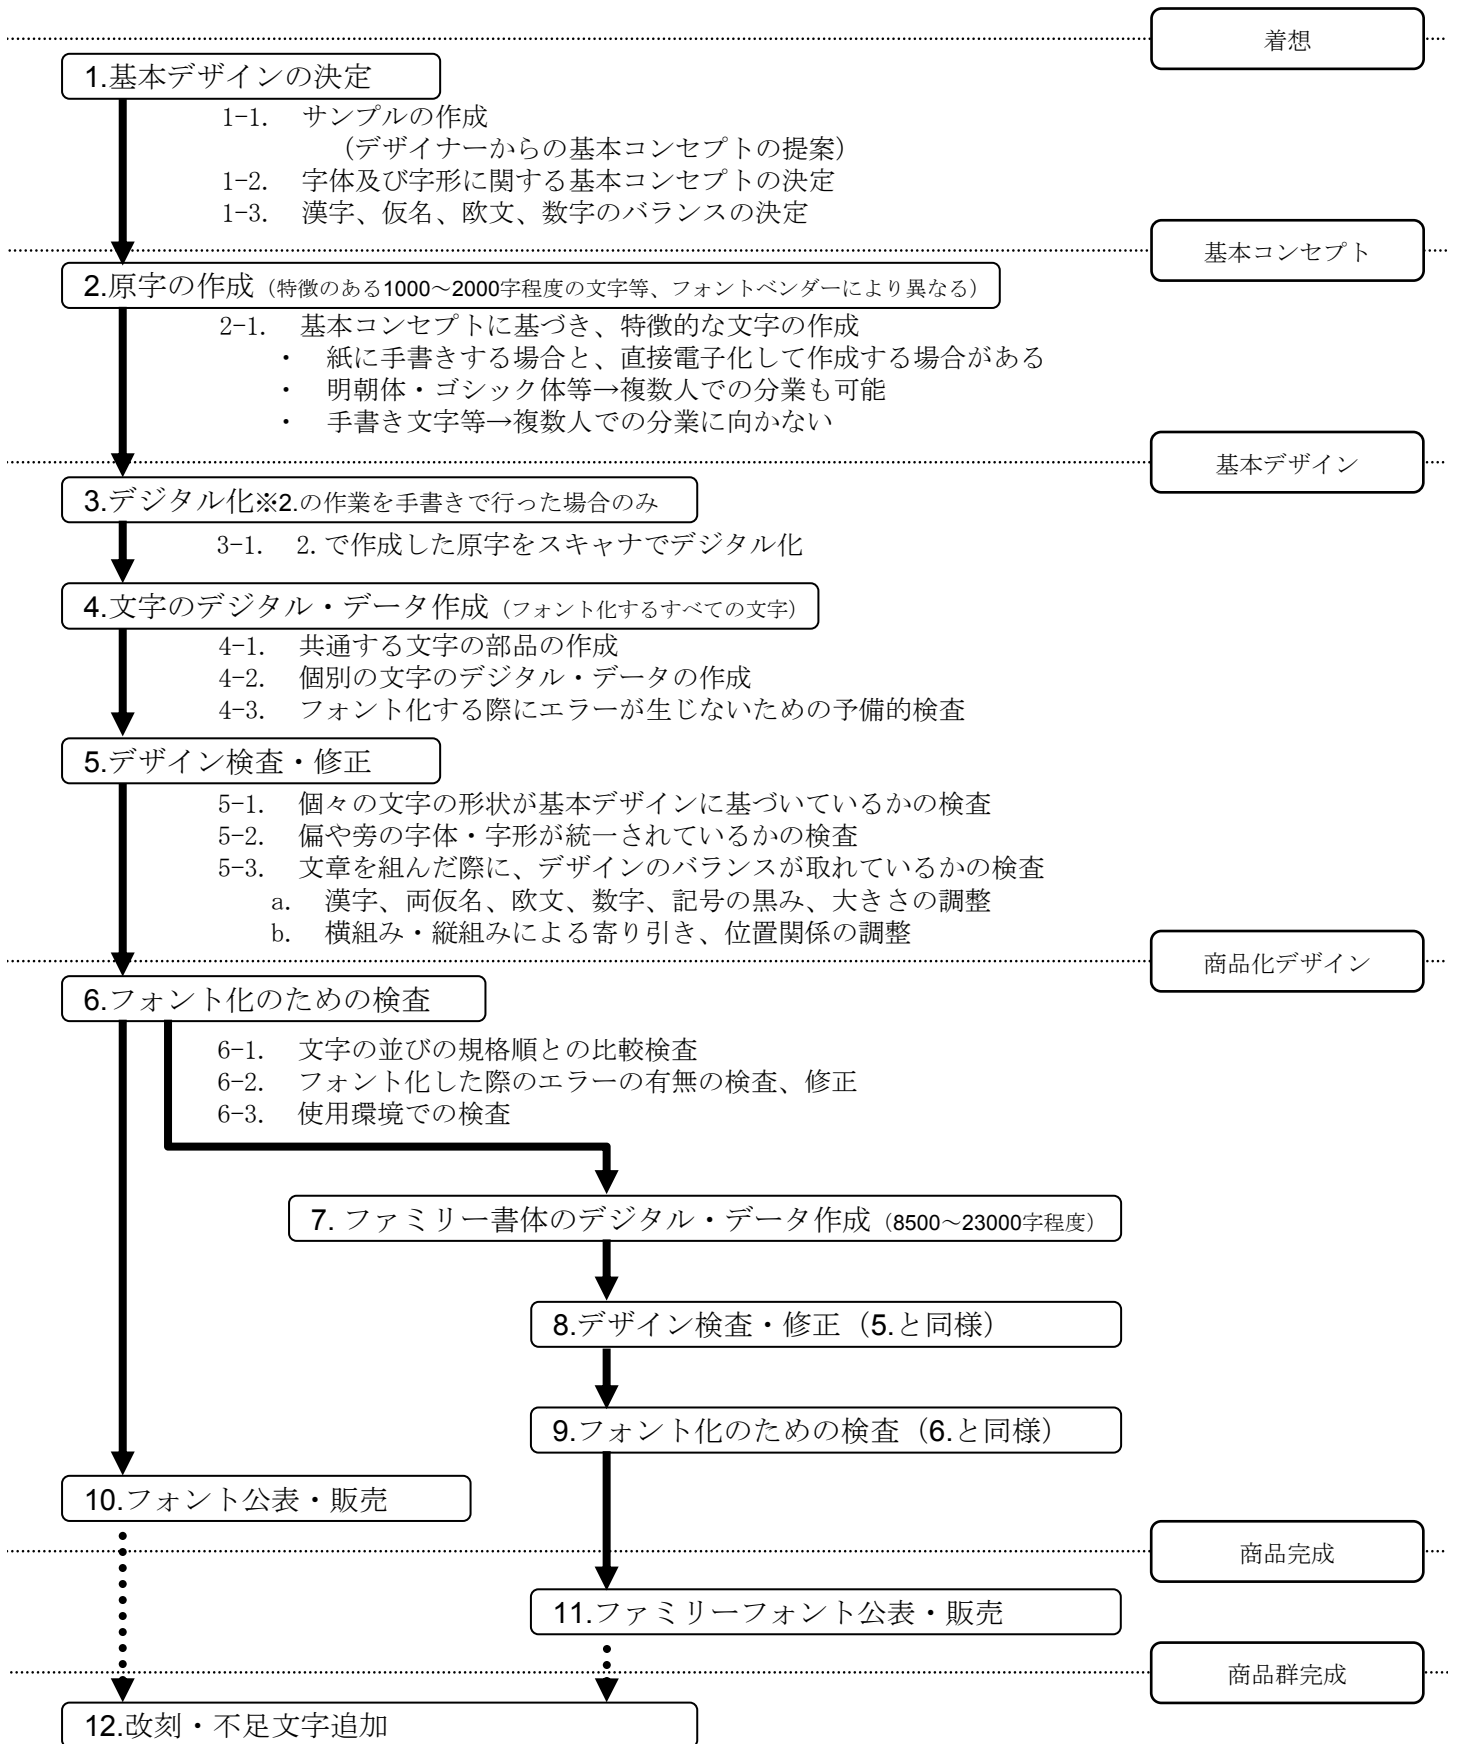 着想
1.基本デザインの決定
1-1. サンプルの作成
（デザイナーからの基本コンセプトの提案）
1-2. 字体及び字形に関する基本コンセプトの決定
1-3. 漢字、仮名、欧文、数字のバランスの決定
基本コンセプト
2.原字の作成（特徴のある1000～2000字程度の文字等、フォントベンダーにより異なる）
2-1. 基本コンセプトに基づき、特徴的な文字の作成
・ 紙に手書きする場合と、直接電子化して作成する場合がある
・ 明朝体・ゴシック体等→複数人での分業も可能
・ 手書き文字等→複数人での分業に向かない
基本デザイン
3.デジタル化※2.の作業を手書きで行った場合のみ
3-1. 2.で作成した原字をスキャナでデジタル化
4.文字のデジタル・データ作成（フォント化するすべての文字）
4-1. 共通する文字の部品の作成
4-2. 個別の文字のデジタル・データの作成
4-3. フォント化する際にエラーが生じないための予備的検査
5.デザイン検査・修正
5-1. 個々の文字の形状が基本デザインに基づいているかの検査
5-2. 偏や旁の字体・字形が統一されているかの検査
5-3. 文章を組んだ際に、デザインのバランスが取れているかの検査
a. 漢字、両仮名、欧文、数字、記号の黒み、大きさの調整
b. 横組み・縦組みによる寄り引き、位置関係の調整
商品化デザイン
6.フォント化のための検査
6-1. 文字の並びの規格順との比較検査
6-2. フォント化した際のエラーの有無の検査、修正
6-3. 使用環境での検査
7. ファミリー書体のデジタル・データ作成（8500～23000字程度）
8.デザイン検査・修正（5.と同様）
9.フォント化のための検査（6.と同様）
10.フォント公表・販売
商品完成
11.ファミリーフォント公表・販売
商品群完成
12.改刻・不足文字追加